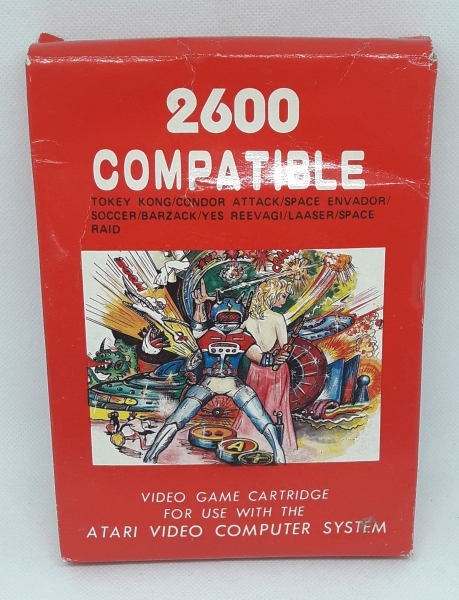 2600
COMPATIBLE
TOKEY KONG/CONDOR ATTACK/SPACE ENVADOR/
SOCCER/BARZACK/YES REEVAGI/LAASER/SPACE
RAID
A
VIDEO GAME CARTRIDGE
FOR USE WITH THE
ATARI VIDEO COMPUTER SYSTEM